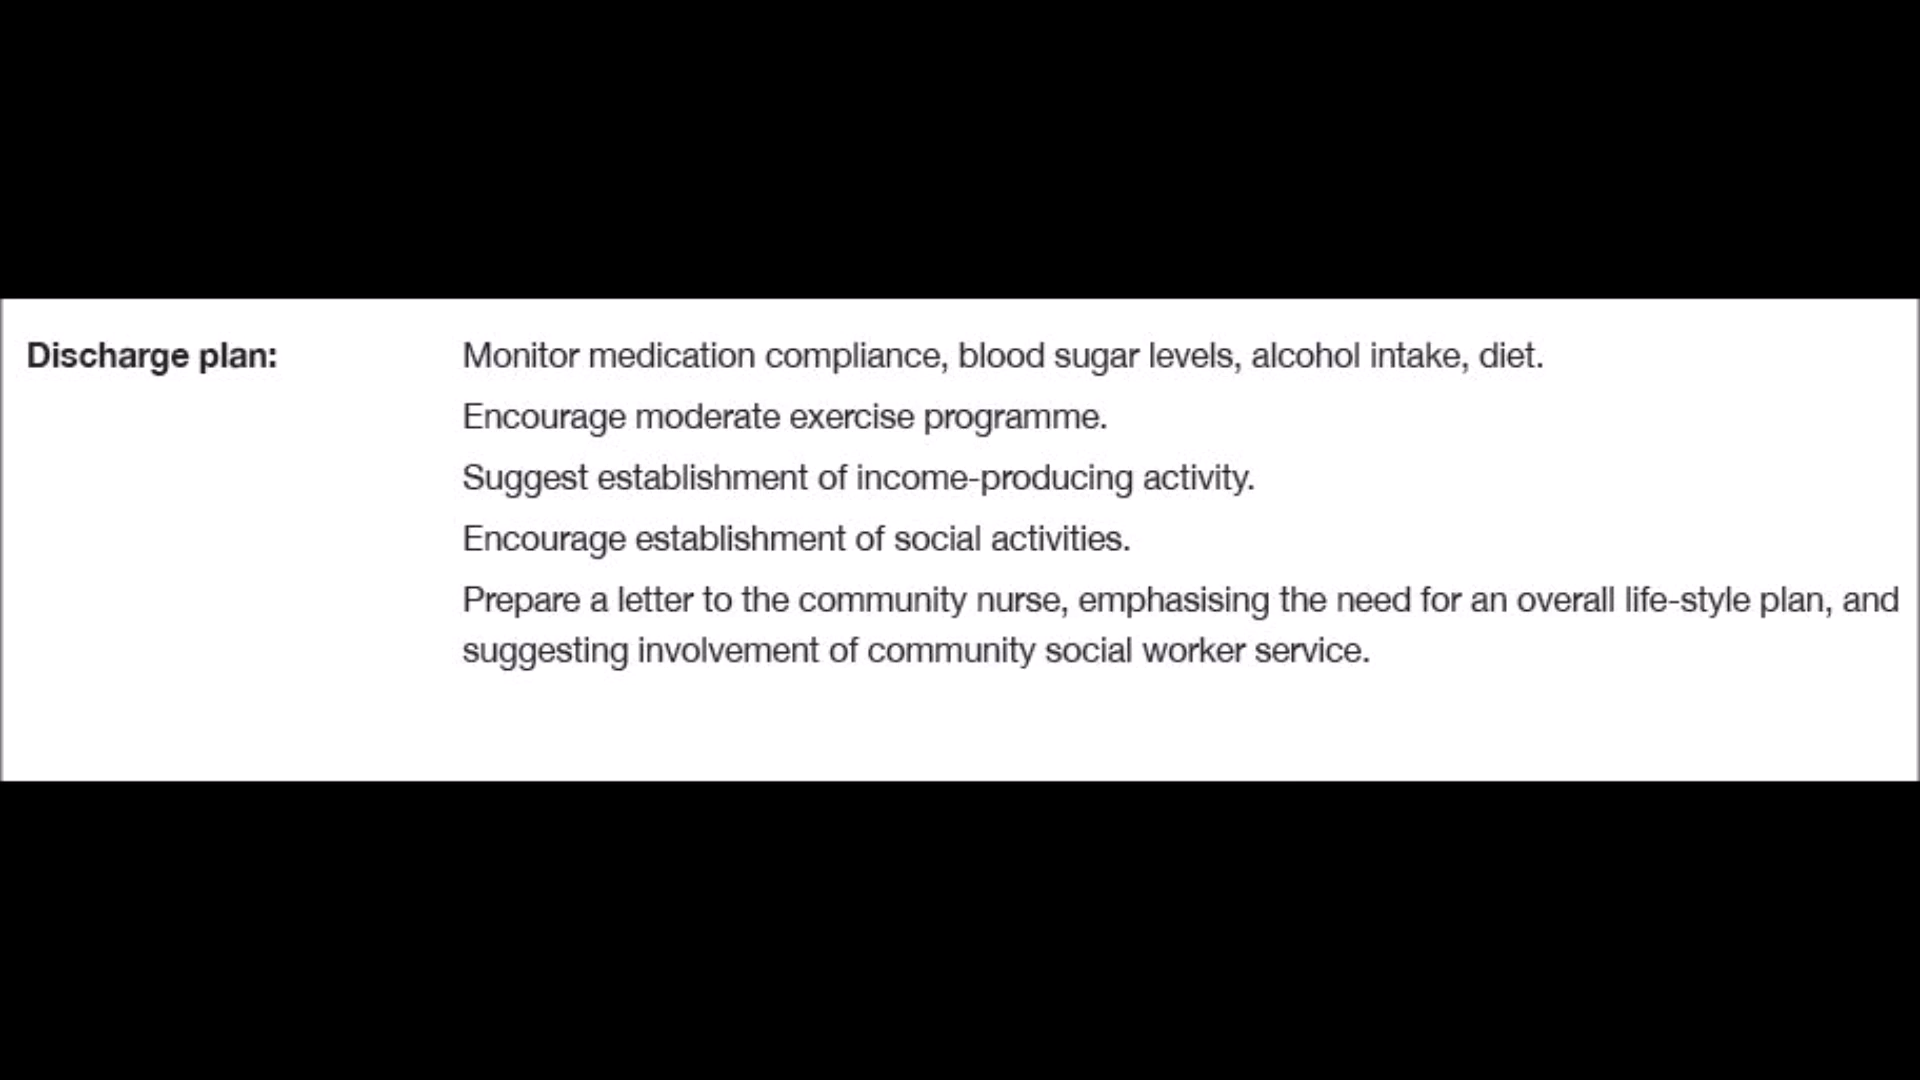 Discharge plan: Monitor medication compliance, blood sugar levels, alcohol intake, diet.
Encourage moderate exercise programme.
Suggest establishment of income-producing activity.
Encourage establishment of social activities.
Prepare a letter to the community nurse, emphasising the need for an overall life-style plan, and
suggesting involvement of community social worker service.